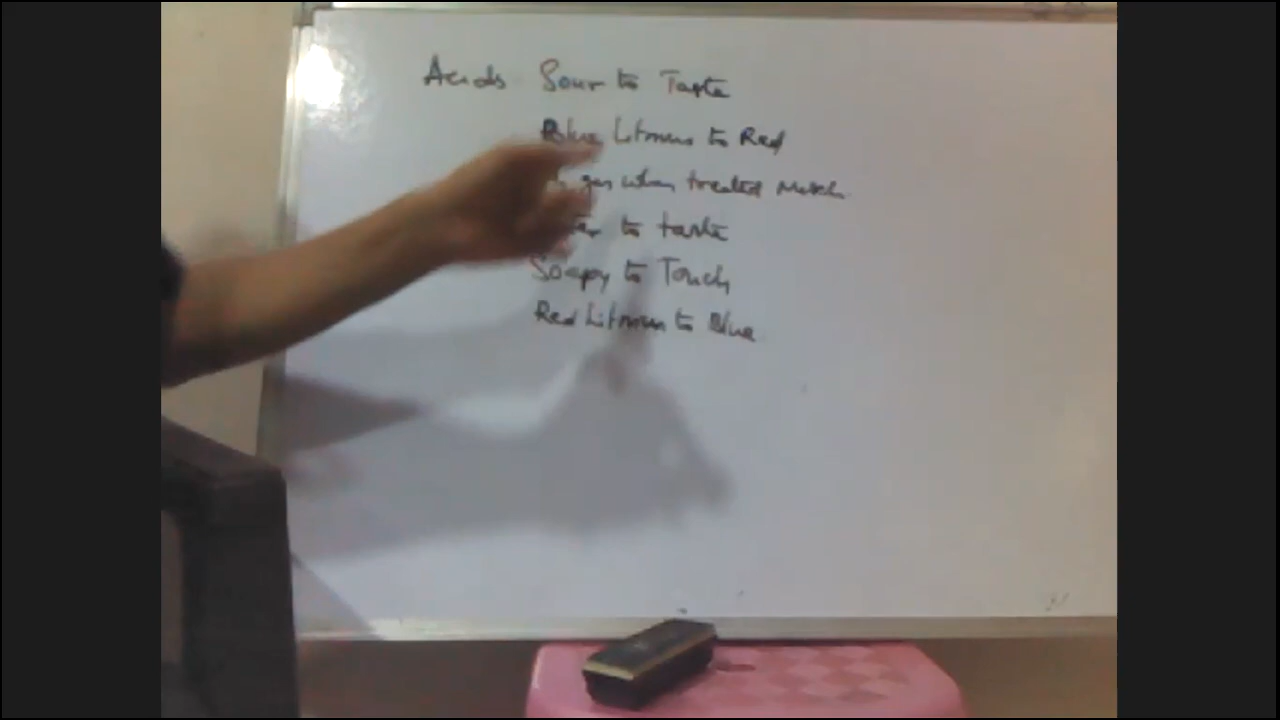 Acids Sour to Taste
Blue Litmus to Red
gas when treated
to taste
Soapy to Touch
Red Litmus to Blue